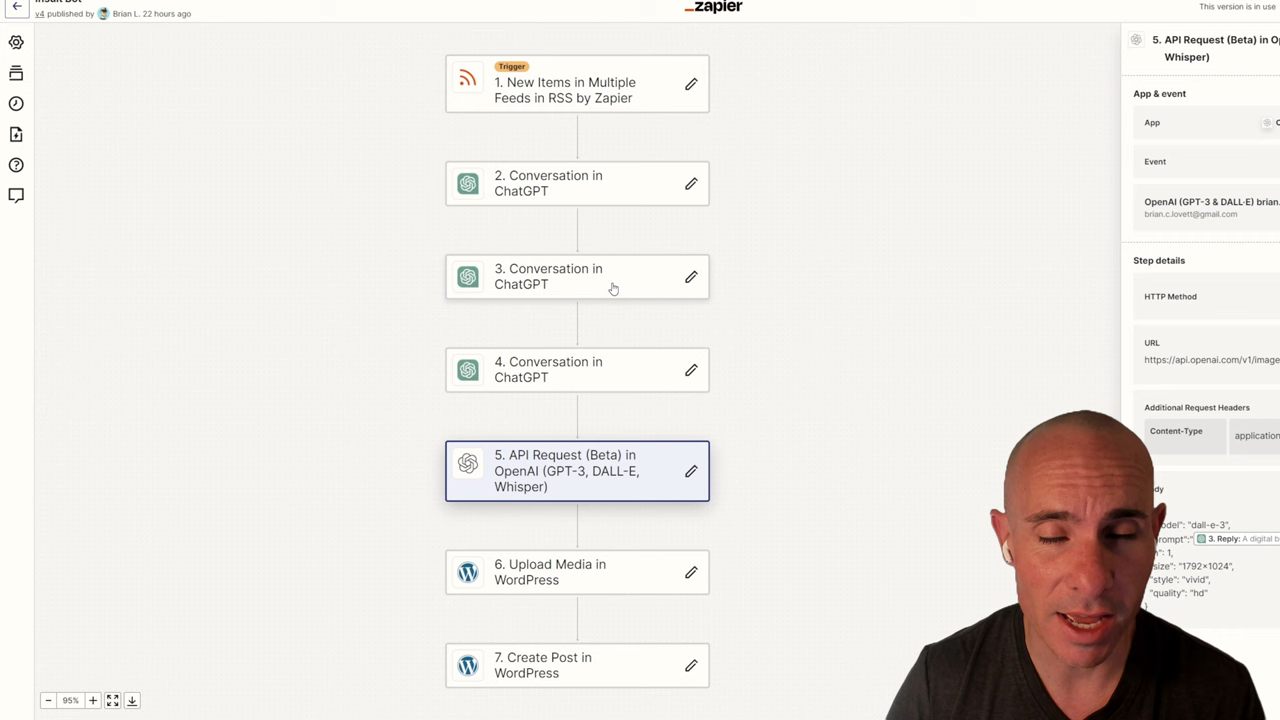 v4 published by Brian L. 22 hours ago
zapier
This version is in use
Trigger
1. New Items in Multiple
Feeds in RSS by Zapier
2. Conversation in
ChatGPT
3. Conversation in
ChatGPT
4. Conversation in
ChatGPT
5. API Request (Beta) in
OpenAI (GPT-3, DALL-E,
Whisper)
6. Upload Media in
WordPress
7. Create Post in
WordPress
95%
5. API Request (Beta) in Op
Whisper)
App & event
App
Event
OpenAI (GPT-3 & DALL·E) brian.
brian.c.lovett@gmail.com
Step details
HTTP Method
URL
https://api.openai.com/v1/image
Additional Request Headers
Content-Type
application
"dall-e-3",
3. Reply: A digital b
1,
"size": "1792×1024",
"style": "vivid",
"quality": "hd"